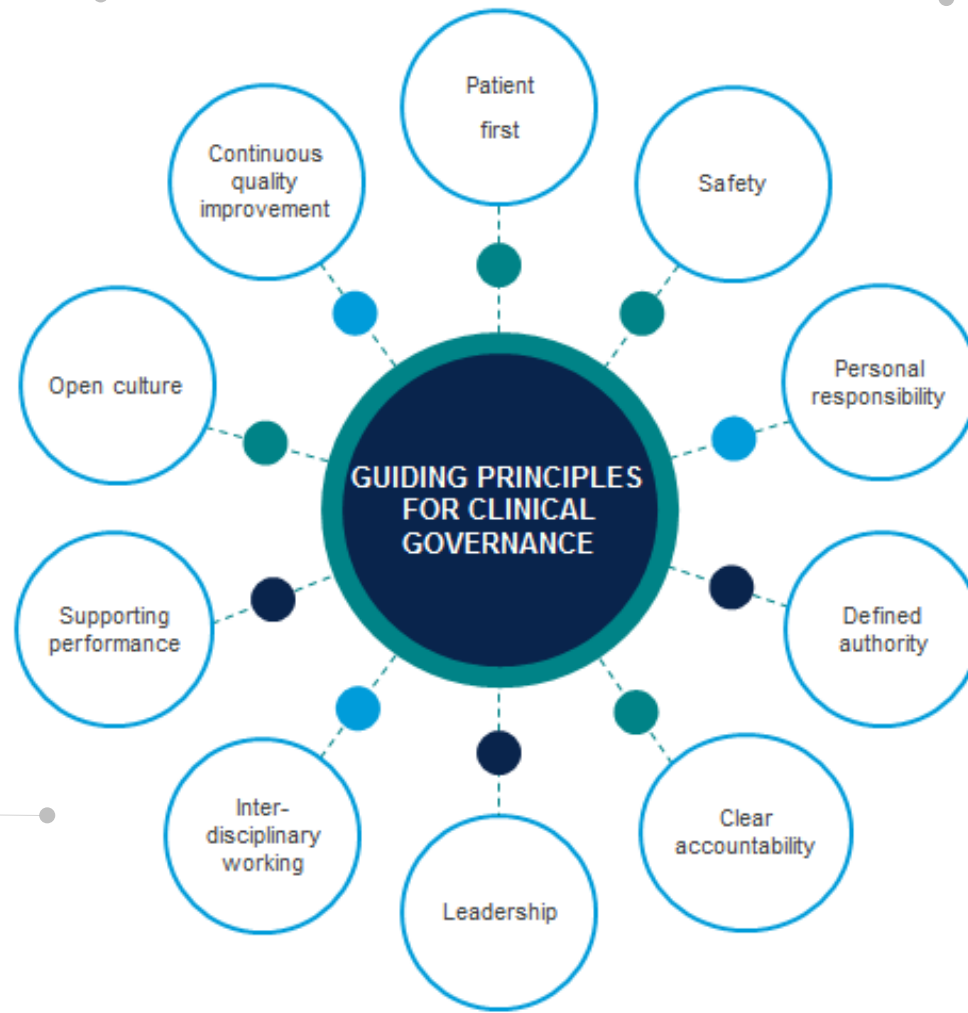 Patient
first
Safety
Personal
responsibility
Defined
authority
Clear
accountability
Leadership
Inter-
disciplinary
working
Supporting
performance
Open culture
Continuous
quality
improvement
GUIDING PRINCIPLES
FOR CLINICAL
GOVERNANCE